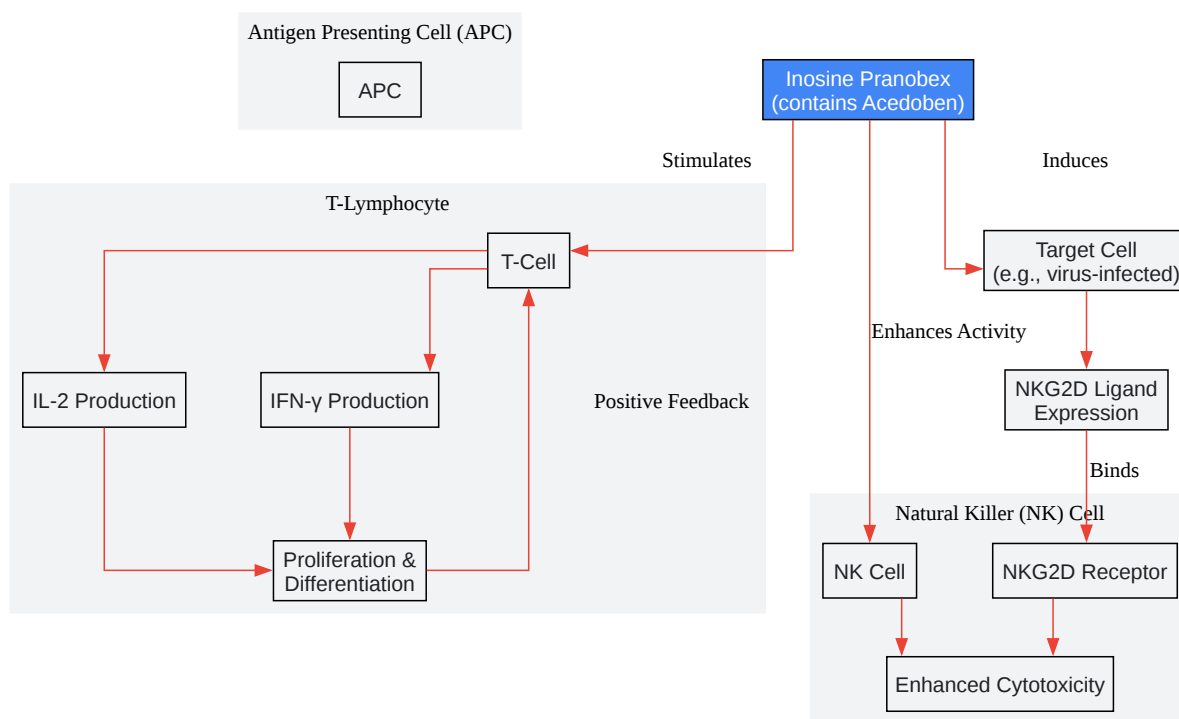 Antigen Presenting Cell (APC)
APC
Inosine Pranobex
(contains Acedoben)
Stimulates
Induces
T-Lymphocyte
T-Cell
Target Cell
(e.g., virus-infected)
Enhances Activity
IL-2 Production
IFN-γ Production
Positive Feedback
NKG2D Ligand
Expression
Binds
Natural Killer (NK) Cell
Proliferation &
Differentiation
NK Cell
NKG2D Receptor
Enhanced Cytotoxicity